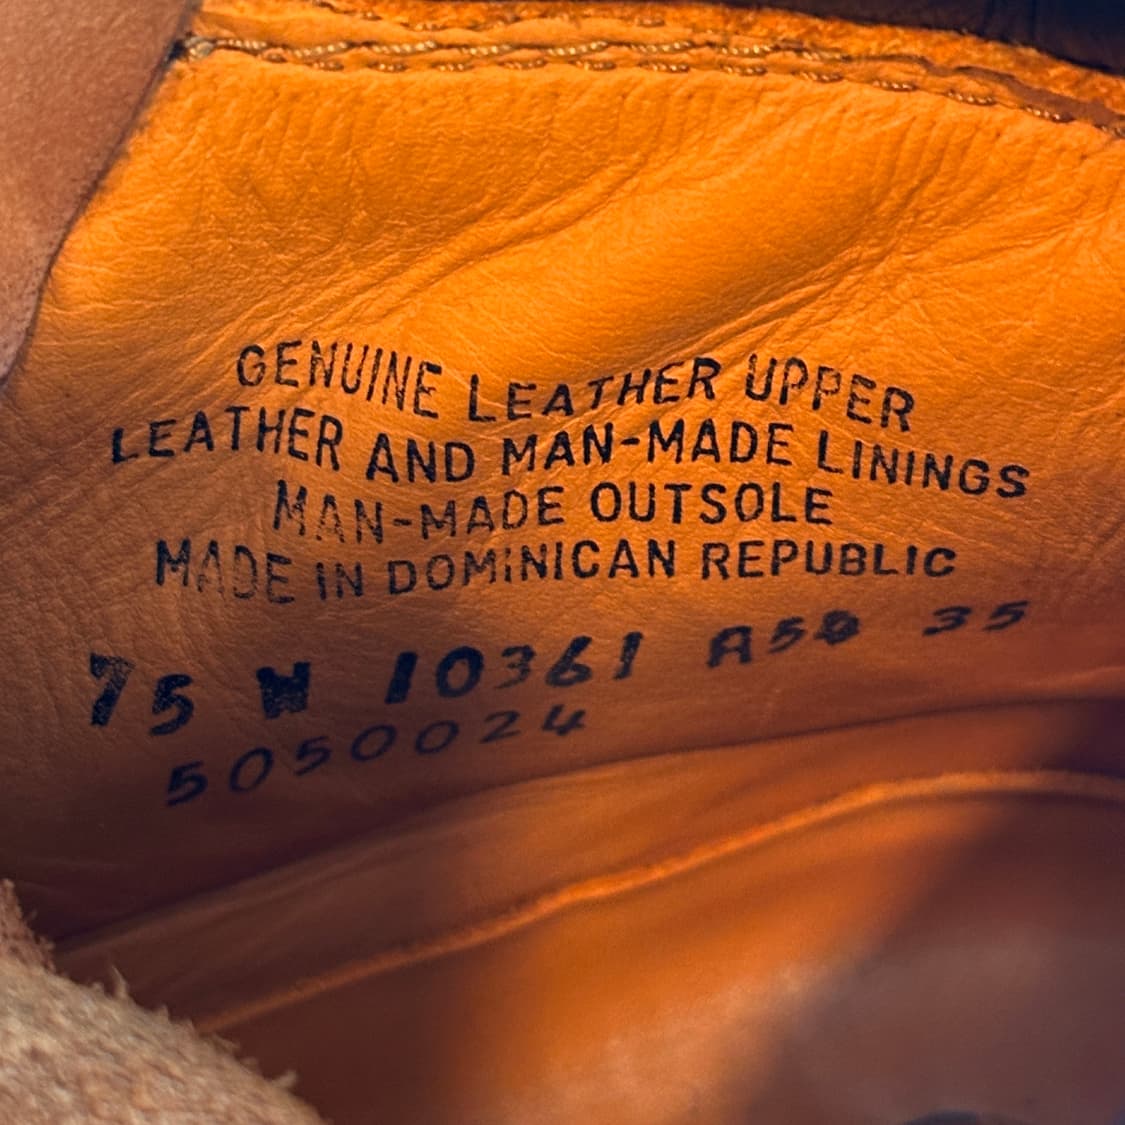 GENUINE LEATHER UPPER
LEATHER AND MAN-MADE LININGS
MAN-MADE OUTSOLE
MADE IN DOMINICAN REPUBLIC
75 W 10361 35
5050024